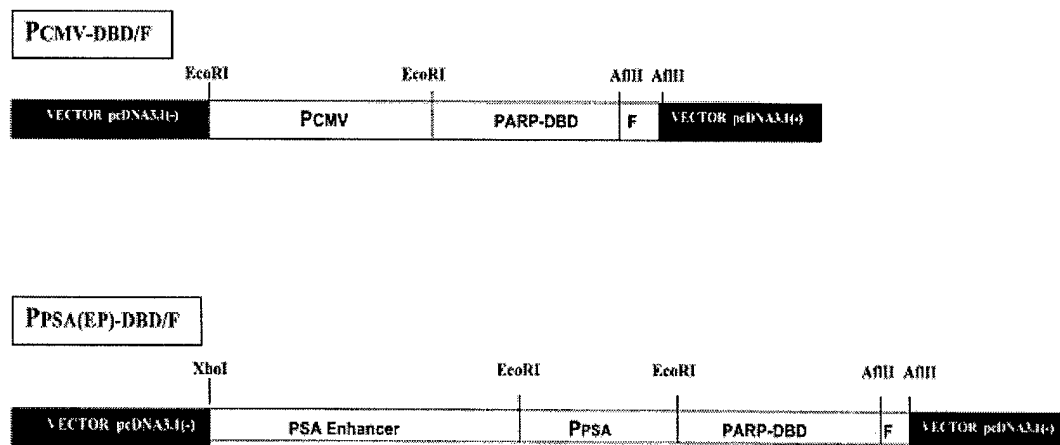 PCMV-DBD/F
EcoRI EcoRI AflII AflII
VECTOR pcDNA3.1(-) PCMV PARP-DBD F VECTOR pcDNA3.1(-)
PPSA(EP)-DBD/F
XhoI EcoRI EcoRI AflII AflII
VECTOR pcDNA3.1(-) PSA Enhancer PPSA PARP-DBD F VECTOR pcDNA3.1(-)